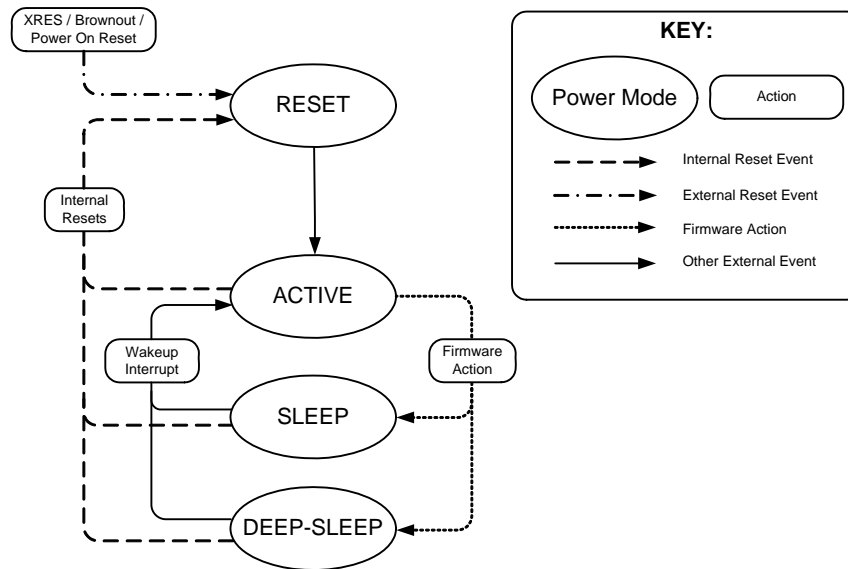 XRES / Brownout /
Power On Reset
KEY:
RESET
Power Mode
Action
Internal Reset Event
External Reset Event
Firmware Action
Other External Event
Internal
Resets
ACTIVE
Wakeup
Interrupt
Firmware
Action
SLEEP
DEEP-SLEEP